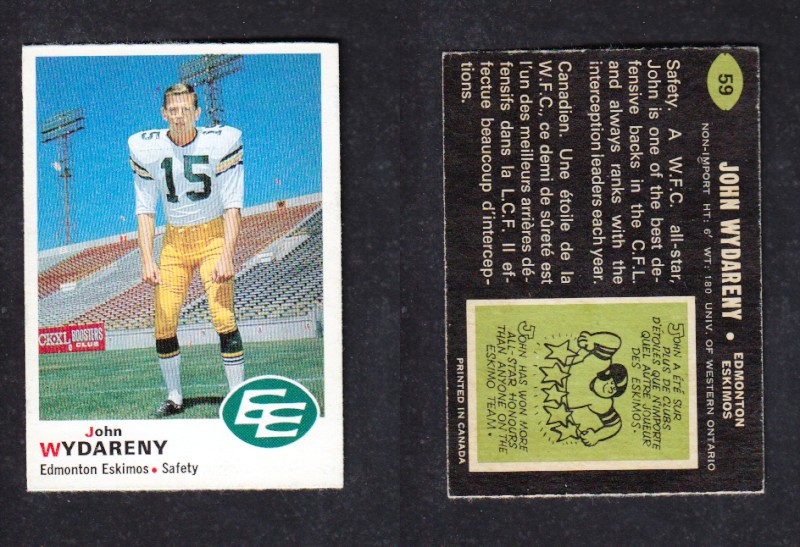 15
CKXL BOOSTERS
CLUB
EE
John
WYDARENY
Edmonton Eskimos • Safety
59
JOHN WYDARENY • EDMONTON
ESKIMOS
NON-IMPORT HT: 6' WT: 180 UNIV. OF WESTERN ONTARIO
Safety. A W.F.C. all-star,
John is one of the best de-
fensive backs in the C.F.L.
and always ranks with the
interception leaders each year.
Canadien. Une étoile de la
W.F.C., ce demi de sûreté est
l'un des meilleurs arrières dé-
fensifs dans la L.C.F. Il ef-
fectue beaucoup d'intercep-
tions.
JOHN A ÉTÉ SUR
PLUS DE CLUBS
D'ÉTOILES QUE N'IMPORTE
QUEL AUTRE JOUEUR
DES ESKIMOS.
JOHN HAS WON MORE
ALL-STAR HONOURS
THAN ANYONE ON THE
ESKIMO TEAM.
PRINTED IN CANADA